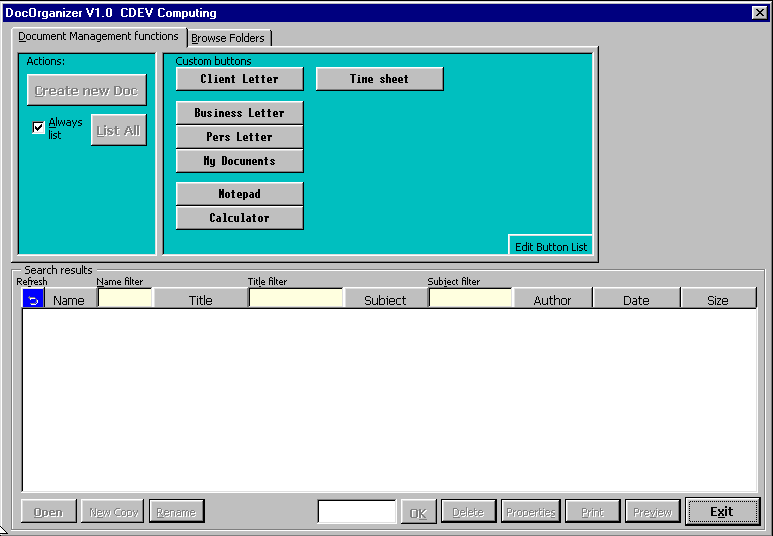 DocOrganizer V1.0  CDEV Computing
Document Management functions
Browse Folders
Actions:
Create new Doc
Always
list
List All
Custom buttons
Client Letter
Time sheet
Business Letter
Pers Letter
My Documents
Notepad
Calculator
Edit Button List
Search results
Refresh
Name filter
Title filter
Subject filter
Name
Title
Subject
Author
Date
Size
Open
New Copy
Rename
OK
Delete
Properties
Print
Preview
Exit